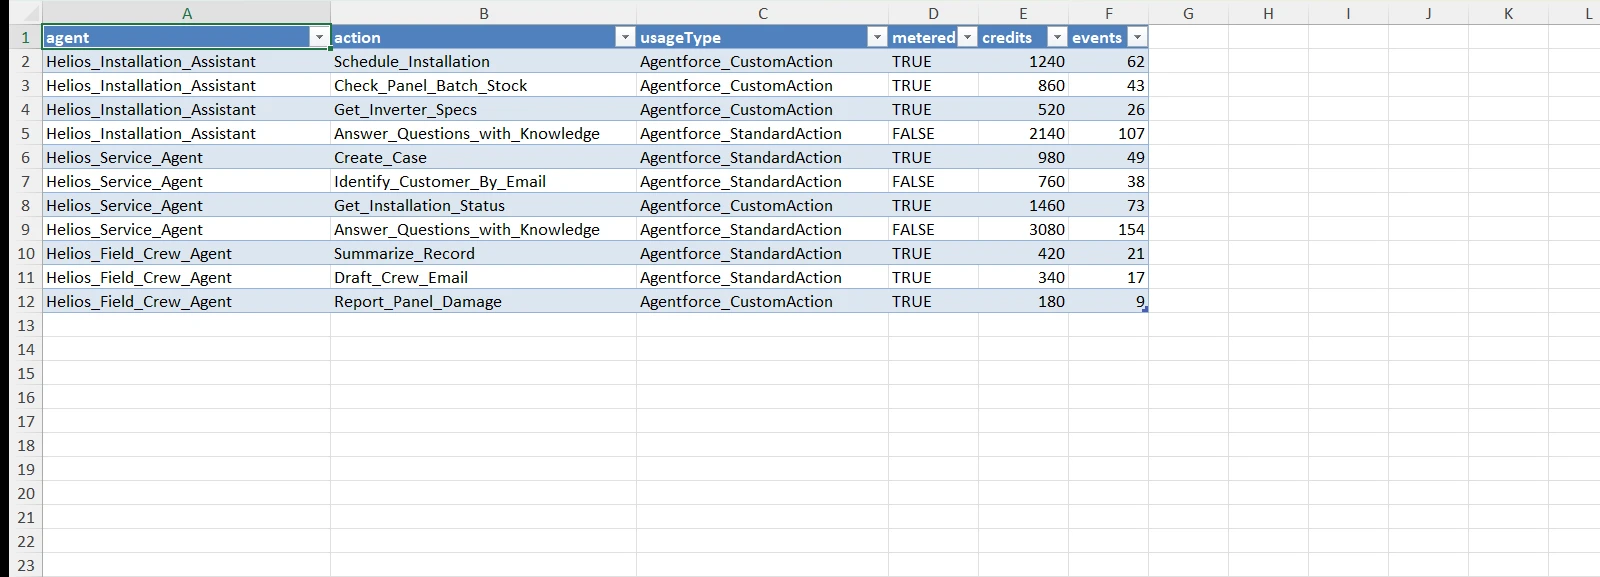 A B C D E F G H I J K L
1 agent action usageType metered credits events
2 Helios_Installation_Assistant Schedule_Installation Agentforce_CustomAction TRUE 1240 62
3 Helios_Installation_Assistant Check_Panel_Batch_Stock Agentforce_CustomAction TRUE 860 43
4 Helios_Installation_Assistant Get_Inverter_Specs Agentforce_CustomAction TRUE 520 26
5 Helios_Installation_Assistant Answer_Questions_with_Knowledge Agentforce_StandardAction FALSE 2140 107
6 Helios_Service_Agent Create_Case Agentforce_StandardAction TRUE 980 49
7 Helios_Service_Agent Identify_Customer_By_Email Agentforce_StandardAction FALSE 760 38
8 Helios_Service_Agent Get_Installation_Status Agentforce_CustomAction TRUE 1460 73
9 Helios_Service_Agent Answer_Questions_with_Knowledge Agentforce_StandardAction FALSE 3080 154
10 Helios_Field_Crew_Agent Summarize_Record Agentforce_StandardAction TRUE 420 21
11 Helios_Field_Crew_Agent Draft_Crew_Email Agentforce_StandardAction TRUE 340 17
12 Helios_Field_Crew_Agent Report_Panel_Damage Agentforce_CustomAction TRUE 180 9
13
14
15
16
17
18
19
20
21
22
23